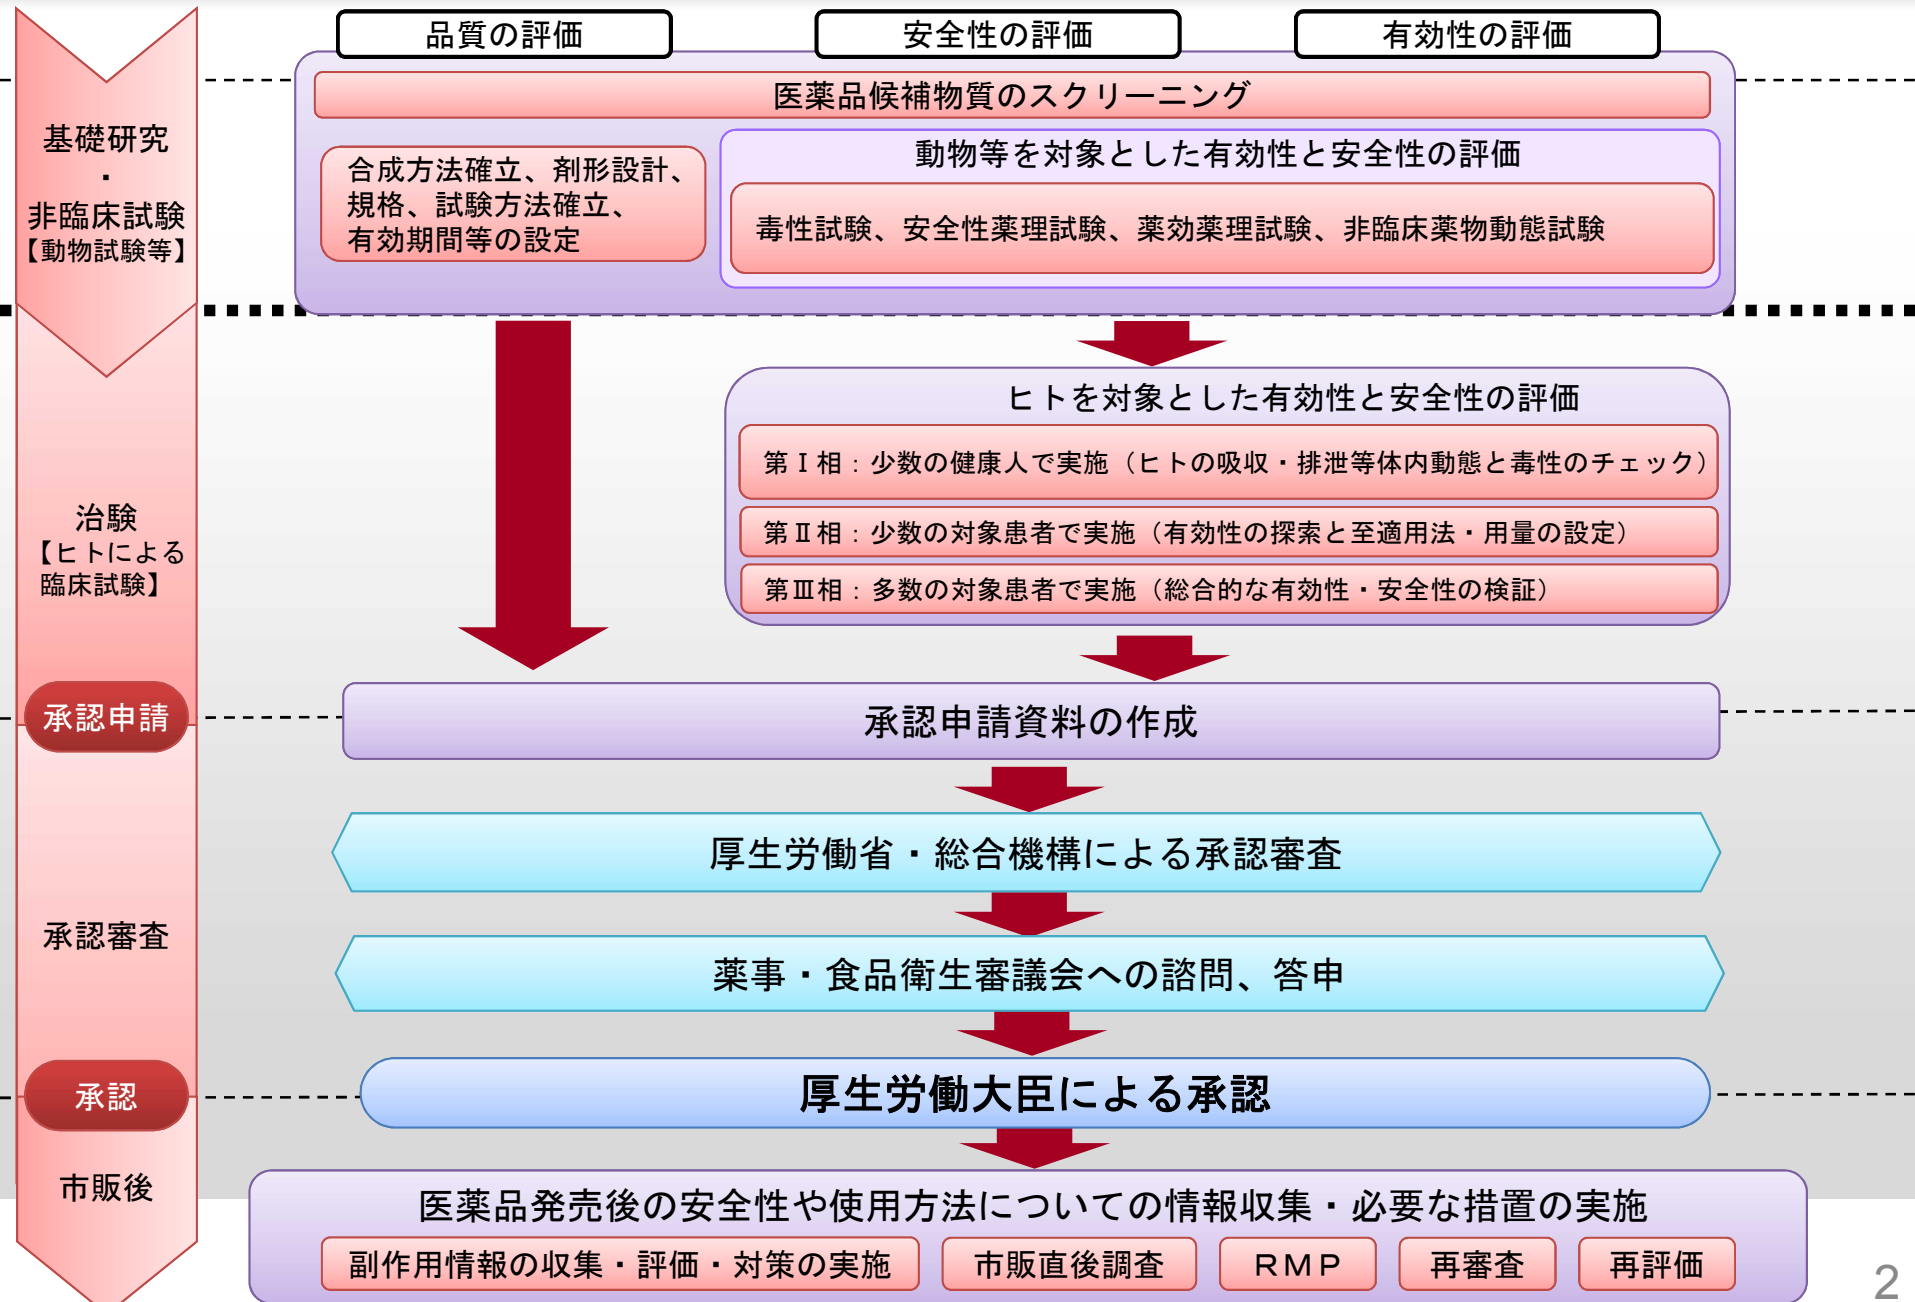 品質の評価
安全性の評価
有効性の評価
医薬品候補物質のスクリーニング
基礎研究
・
非臨床試験
【動物試験等】
合成方法確立、剤形設計、
規格、試験方法確立、
有効期間等の設定
動物等を対象とした有効性と安全性の評価
毒性試験、安全性薬理試験、薬効薬理試験、非臨床薬物動態試験
治験
【ヒトによる
臨床試験】
ヒトを対象とした有効性と安全性の評価
第Ⅰ相：少数の健康人で実施（ヒトの吸収・排泄等体内動態と毒性のチェック）
第Ⅱ相：少数の対象患者で実施（有効性の探索と至適用法・用量の設定）
第Ⅲ相：多数の対象患者で実施（総合的な有効性・安全性の検証）
承認申請
承認申請資料の作成
承認審査
厚生労働省・総合機構による承認審査
薬事・食品衛生審議会への諮問、答申
承認
厚生労働大臣による承認
市販後
医薬品発売後の安全性や使用方法についての情報収集・必要な措置の実施
副作用情報の収集・評価・対策の実施
市販直後調査
ＲＭＰ
再審査
再評価
2